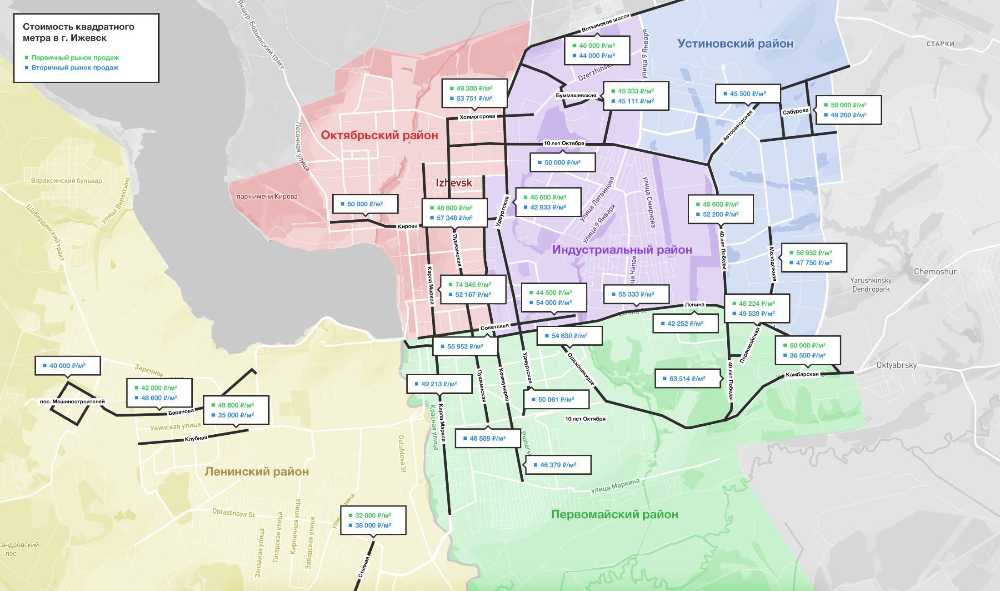 Стоимость квадратного
метра в г. Ижевск
Первичный рынок продаж
Вторичный рынок продаж
Якшур-Бодьинский тракт
Воткинское шоссе
46 000 ₽/м²
44 000 ₽/м²
улица 9 Января
Устиновский район
СТАРКИ
49 300 ₽/м²
53 751 ₽/м²
Буммашевская
45 333 ₽/м²
45 111 ₽/м²
45 500 ₽/м²
58 000 ₽/м²
49 200 ₽/м²
Сабурова
Холмогорова
Автозаводская
Песочная улица
Октябрьский район
10 лет Октября
50 000 ₽/м²
Вараксинский бульвар
улица Вараксино
Шабердинский тракт
парк имени Кирова
Izhevsk
50 800 ₽/м²
48 600 ₽/м²
57 348 ₽/м²
Кирова
Удмуртская
46 600 ₽/м²
42 833 ₽/м²
улица Литвинова
улица 9 Января
улица Смирнова
46 600 ₽/м²
52 200 ₽/м²
Индустриальный район
40 лет Победы
Молодежная
56 952 ₽/м²
47 750 ₽/м²
Chemoshur
Yarushkinsky
Dendropark
Пушкинская
Карла Маркса
74 345 ₽/м²
52 167 ₽/м²
44 500 ₽/м²
54 000 ₽/м²
55 333 ₽/м²
Ленина
Lenina St
46 224 ₽/м²
49 539 ₽/м²
42 252 ₽/м²
Советская
55 952 ₽/м²
54 630 ₽/м²
Первомайская
60 000 ₽/м²
36 500 ₽/м²
Oktyabrsky
Камбарская
40 000 ₽/м²
Заречное
42 000 ₽/м²
48 600 ₽/м²
48 600 ₽/м²
35 000 ₽/м²
пос. Машиностроителей
Баранова
Увинская улица
Клубная
49 213 ₽/м²
Карла Маркса
Красная улица
Пушкинская
Коммунаров
Удмуртская
Орджоникидзе
50 061 ₽/м²
63 514 ₽/м²
40 лет Победы
10 лет Октября
46 889 ₽/м²
46 379 ₽/м²
Golubleva St
Ленинский район
улица Маркина
Первомайский район
Oblastnaya St
32 000 ₽/м²
38 000 ₽/м²
Западная улица
Татарская улица
Кирпичная улица
Заводская улица
Степная
лес